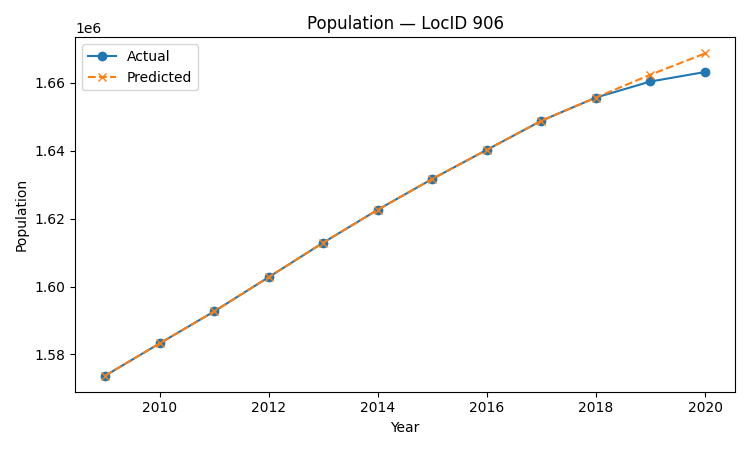 Population — LocID 906
1e6
Actual
Predicted
1.66
1.64
1.62
1.60
1.58
Population
2010 2012 2014 2016 2018 2020
Year